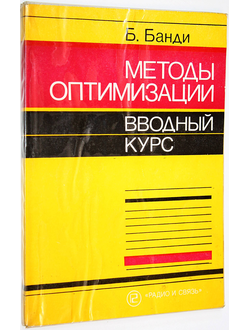 Б. Банди
МЕТОДЫ
ОПТИМИЗАЦИИ
ВВОДНЫЙ
КУРС
«РАДИО И СВЯЗЬ»